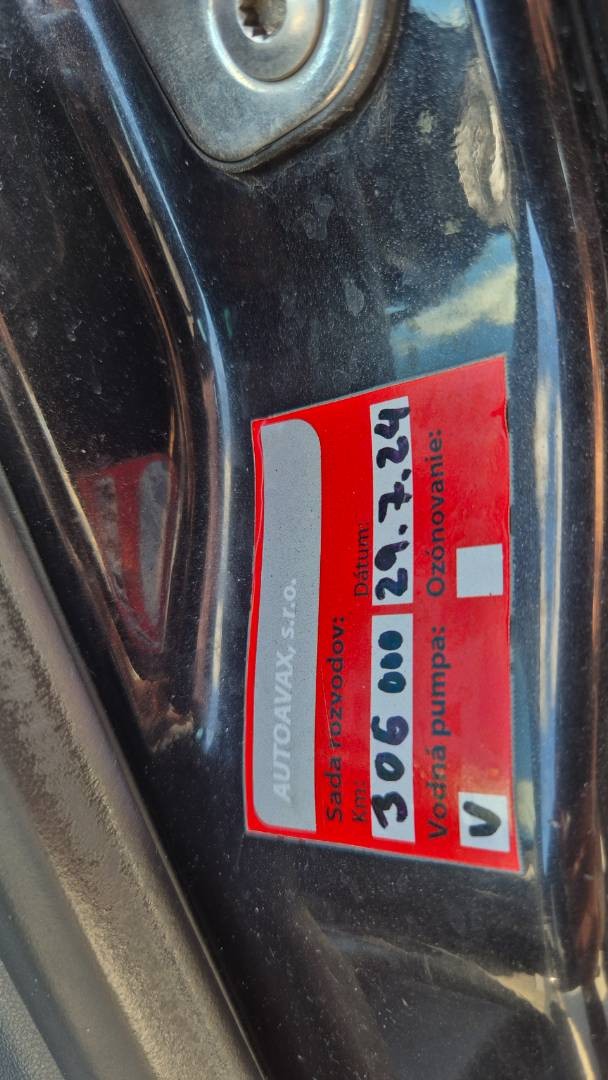 AUTOAVAX, s.r.o.
Sada rozvodov:
Km: Dátum:
306 000 29.7.24
Vodná pumpa: Ozónovanie:
V